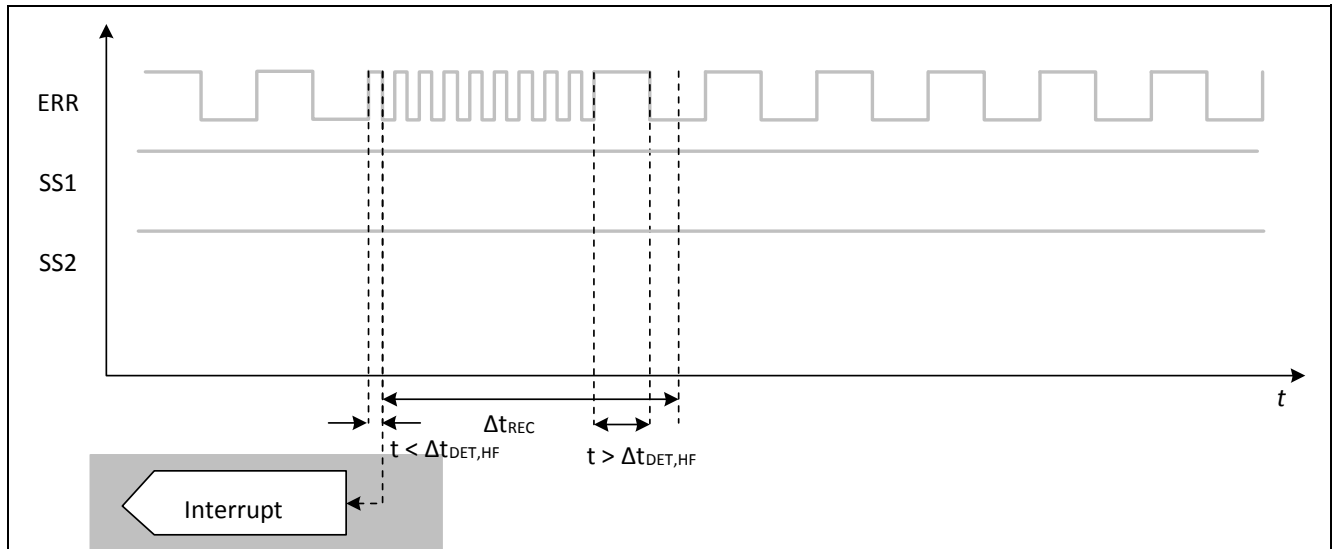 ERR
SS1
SS2
t
ΔtREC
t < ΔtDET,HF
t > ΔtDET,HF
Interrupt